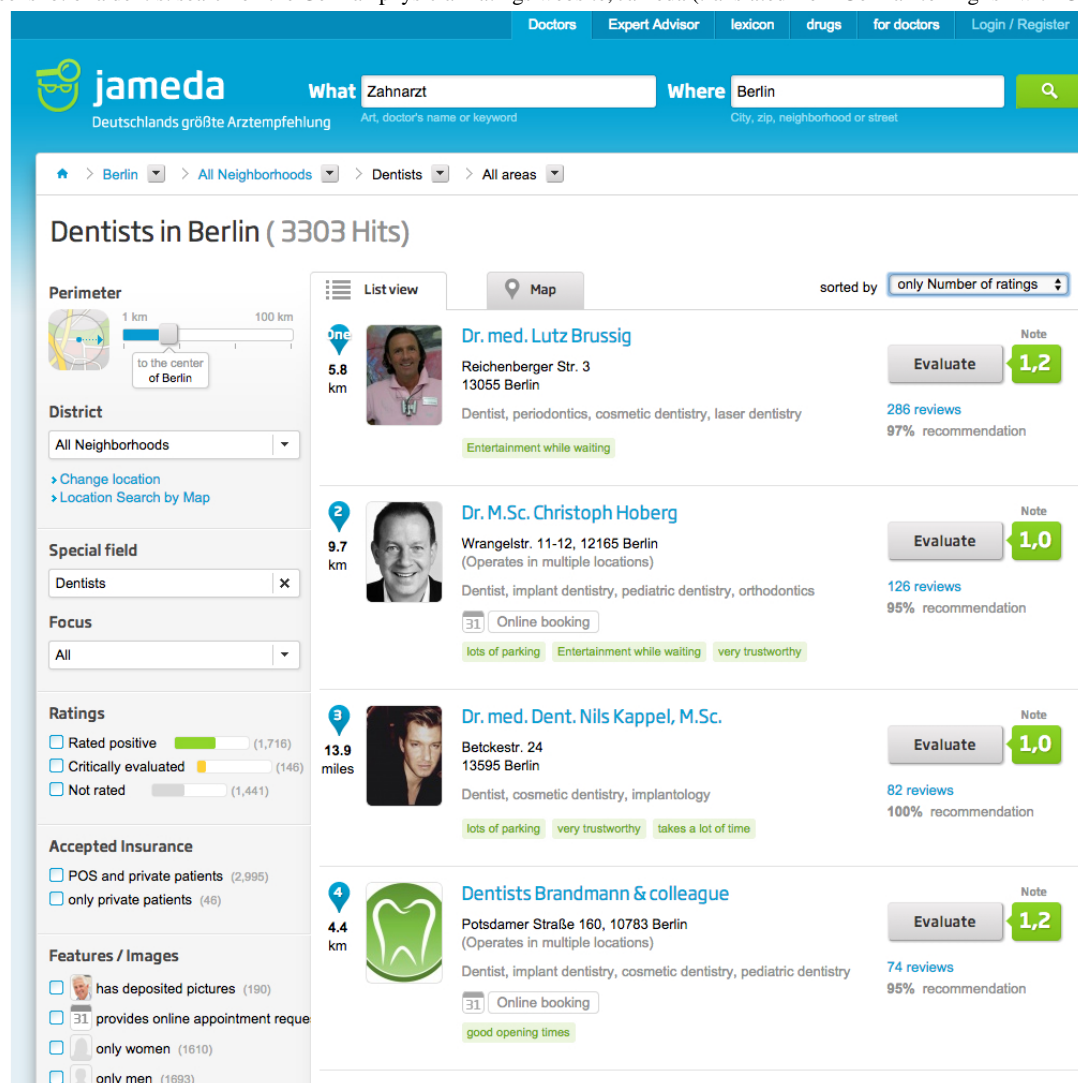 Doctors Expert Advisor lexicon drugs for doctors Login / Register
jameda
Deutschlands größte Arztempfehlung
What Zahnarzt Where Berlin
Art, doctor's name or keyword City, zip, neighborhood or street
Berlin All Neighborhoods Dentists All areas
Dentists in Berlin ( 3303 Hits)
Perimeter
1 km 100 km
to the center
of Berlin
District
All Neighborhoods
Change location
Location Search by Map
Special field
Dentists
Focus
All
Ratings
Rated positive (1,716)
Critically evaluated (146)
Not rated (1,441)
Accepted Insurance
POS and private patients (2,995)
only private patients (46)
Features / Images
has deposited pictures (190)
31 provides online appointment reque
only women (1610)
only men (1693)
List view Map sorted by only Number of ratings
One
5.8
km
Dr. med. Lutz Brussig
Reichenberger Str. 3
13055 Berlin
Dentist, periodontics, cosmetic dentistry, laser dentistry
Entertainment while waiting
Note
Evaluate 1,2
286 reviews
97% recommendation
2
9.7
km
Dr. M.Sc. Christoph Hoberg
Wrangelstr. 11-12, 12165 Berlin
(Operates in multiple locations)
Dentist, implant dentistry, pediatric dentistry, orthodontics
31 Online booking
lots of parking Entertainment while waiting very trustworthy
Note
Evaluate 1,0
126 reviews
95% recommendation
3
13.9
miles
Dr. med. Dent. Nils Kappel, M.Sc.
Betckestr. 24
13595 Berlin
Dentist, cosmetic dentistry, implantology
lots of parking very trustworthy takes a lot of time
Note
Evaluate 1,0
82 reviews
100% recommendation
4
4.4
km
Dentists Brandmann & colleague
Potsdamer Straße 160, 10783 Berlin
(Operates in multiple locations)
Dentist, implant dentistry, cosmetic dentistry, pediatric dentistry
31 Online booking
good opening times
Note
Evaluate 1,2
74 reviews
95% recommendation